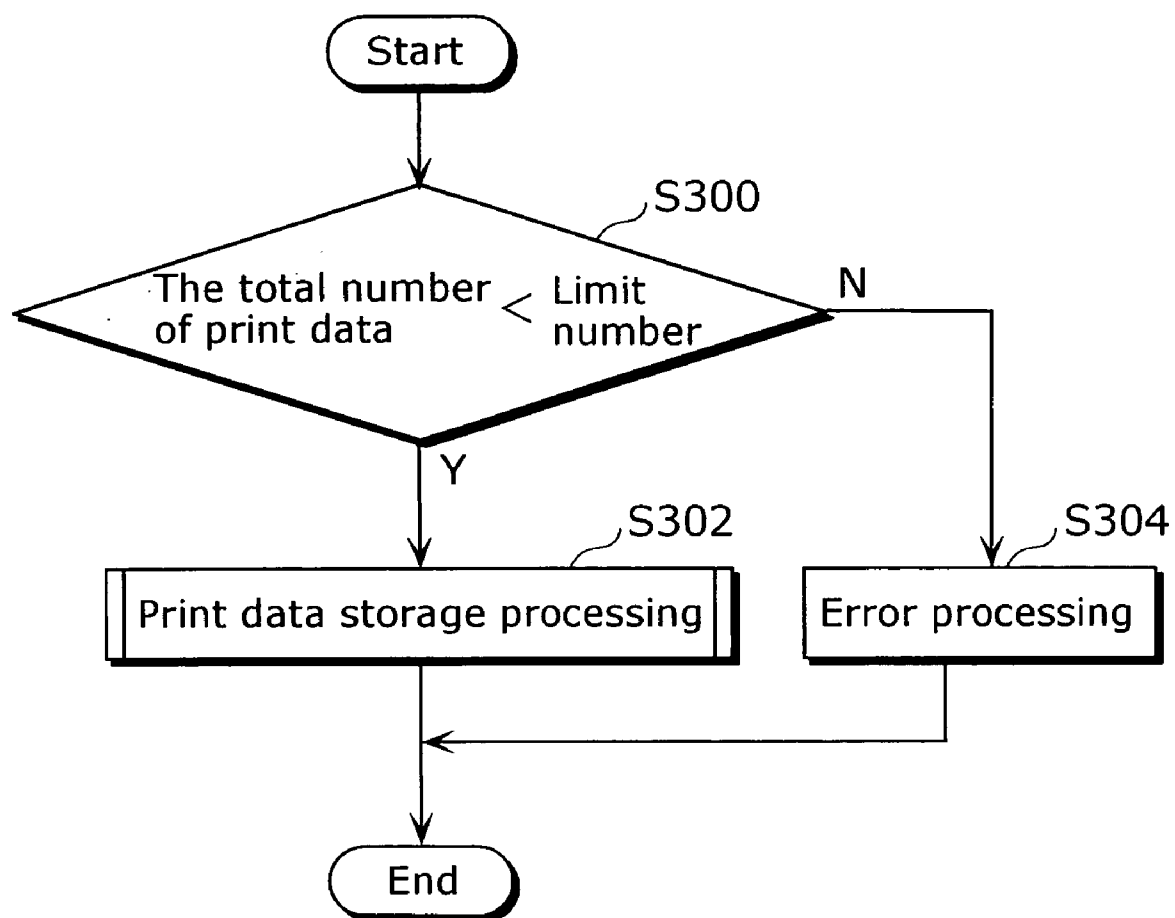 Start
S300
The total number
of print data
<
Limit
number
N
Y
S302
S304
Print data storage processing
Error processing
End